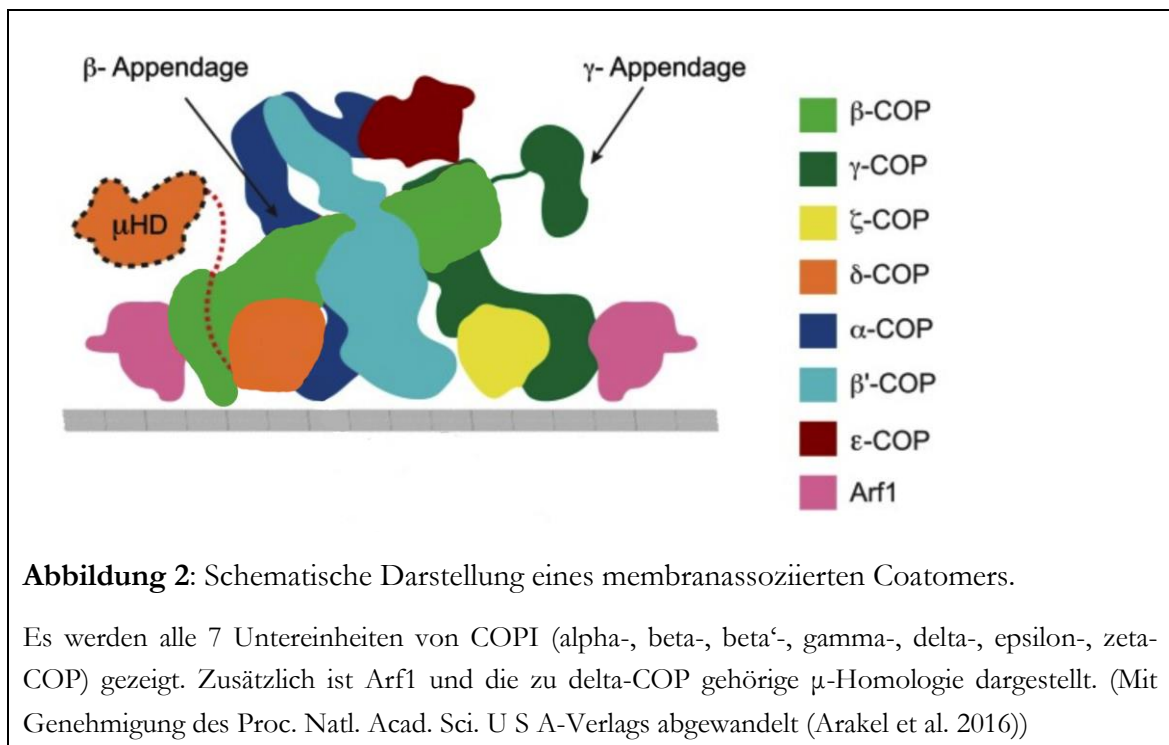 β- Appendage
γ- Appendage
μHD
β-COP
γ-COP
ζ-COP
δ-COP
α-COP
β'-COP
ε-COP
Arf1
Abbildung 2: Schematische Darstellung eines membranassoziierten Coatomers.
Es werden alle 7 Untereinheiten von COPI (alpha-, beta-, beta‘-, gamma-, delta-, epsilon-, zeta-
COP) gezeigt. Zusätzlich ist Arf1 und die zu delta-COP gehörige μ-Homologie dargestellt. (Mit
Genehmigung des Proc. Natl. Acad. Sci. U S A-Verlags abgewandelt (Arakel et al. 2016))